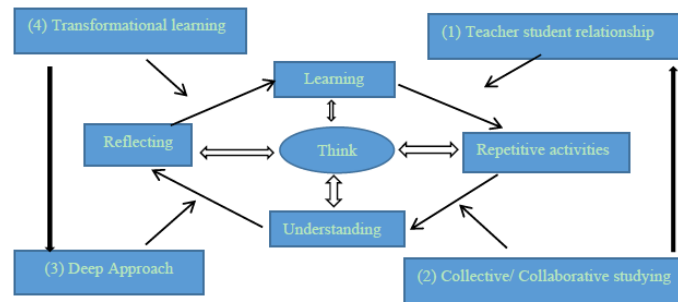 (4) Transformational learning
(1) Teacher student relationship
Learning
Reflecting
Think
Repetitive activities
Understanding
(3) Deep Approach
(2) Collective/ Collaborative studying